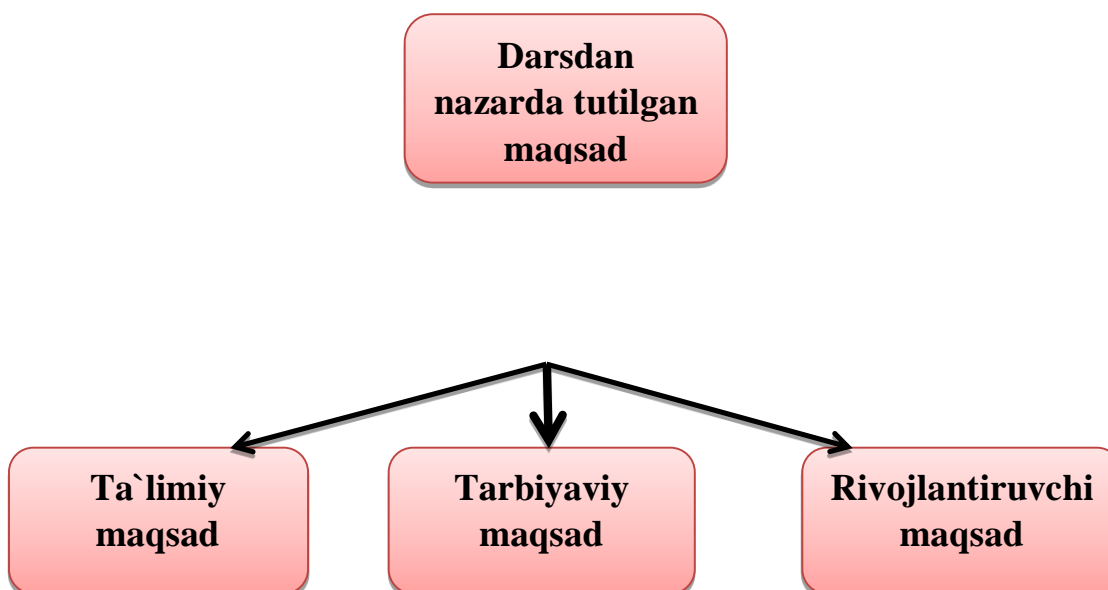 Darsdan
nazarda tutilgan
maqsad
Ta`limiy
maqsad
Tarbiyaviy
maqsad
Rivojlantiruvchi
maqsad